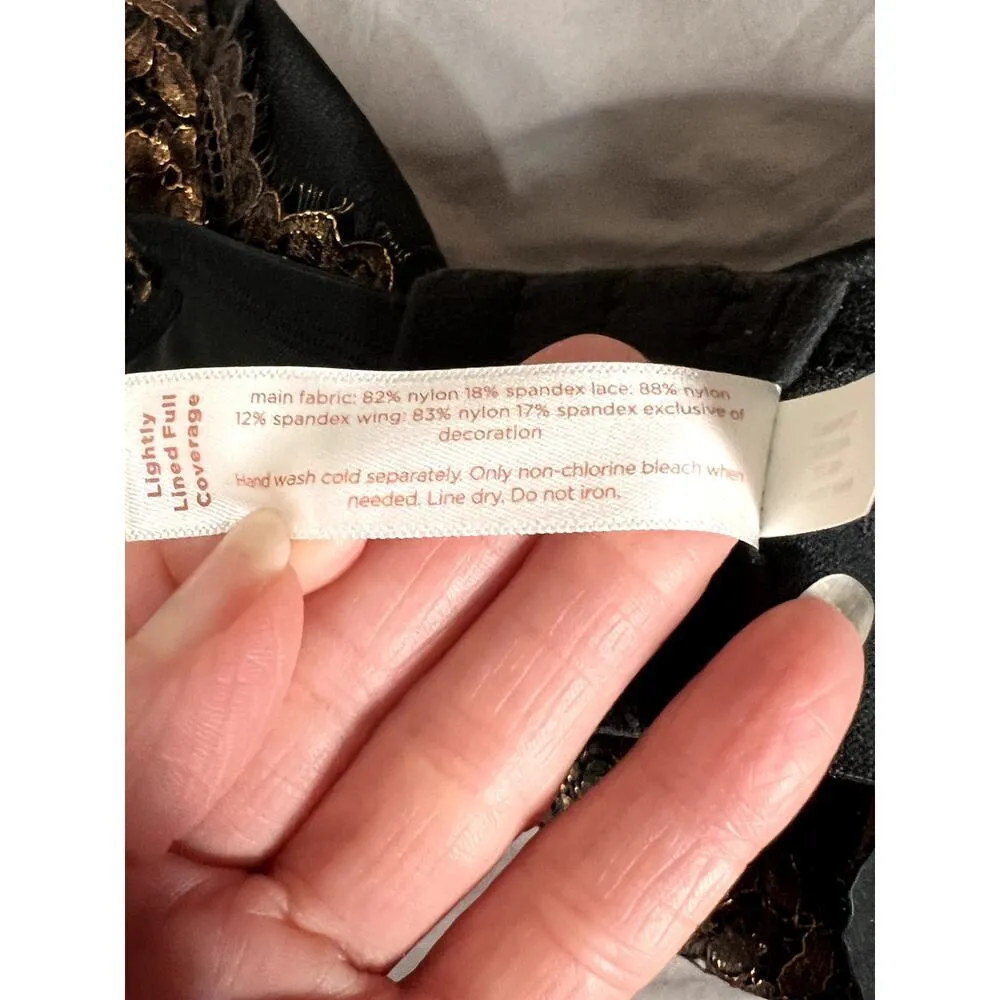 Lightly
Lined Full
Coverage
main fabric: 82% nylon 18% spandex lace: 88% nylon
12% spandex wing: 83% nylon 17% spandex exclusive of
decoration
Hand wash cold separately. Only non-chlorine bleach when
needed. Line dry. Do not iron.